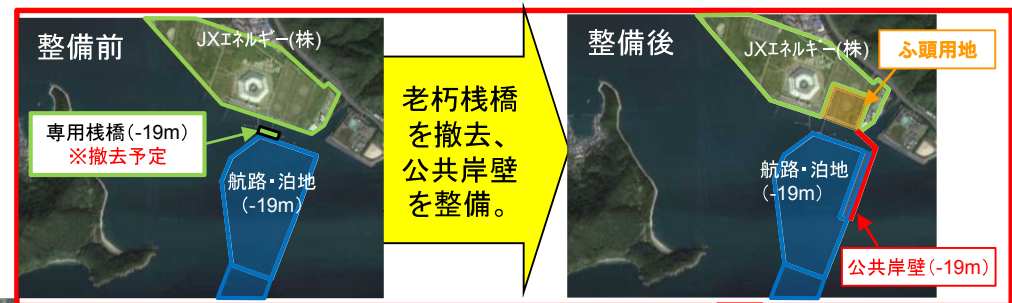 整備前
JXエネルギー(株)
専用桟橋(-19m)
※撤去予定
航路・泊地
(-19m)
老朽桟橋
を撤去、
公共岸壁
を整備。
整備後
JXエネルギー(株)
ふ頭用地
航路・泊地
(-19m)
公共岸壁(-19m)